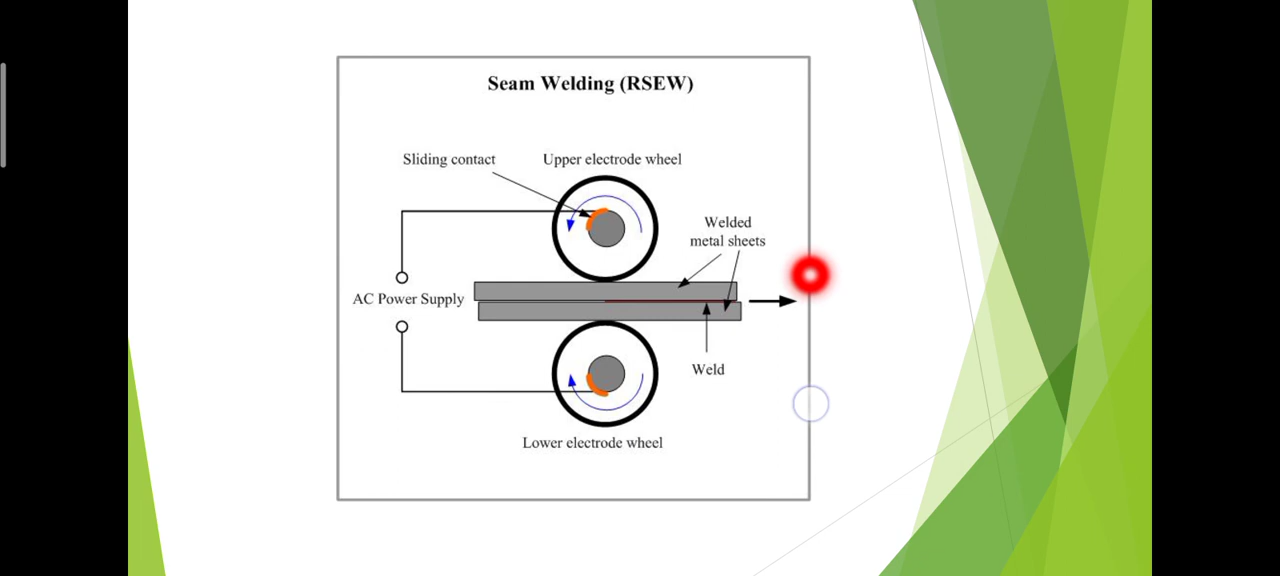 Seam Welding (RSEW)
Sliding contact
Upper electrode wheel
Welded
metal sheets
AC Power Supply
Weld
Lower electrode wheel